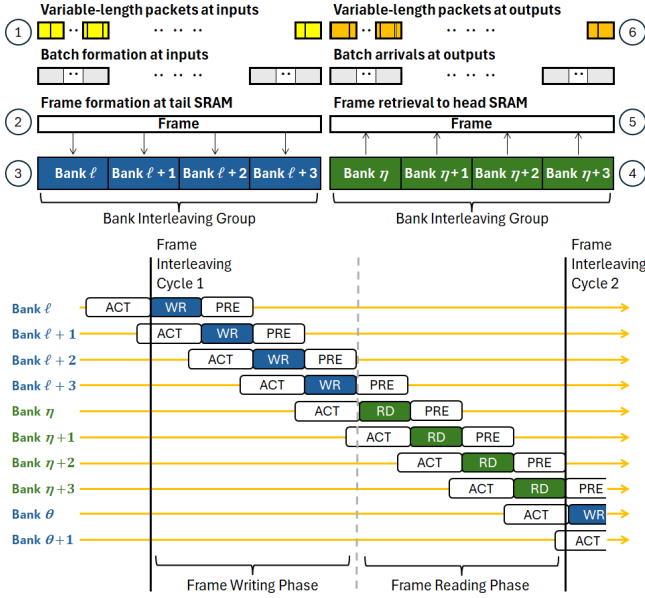 Variable-length packets at inputs
Variable-length packets at outputs
1
··
·· ··
6
··
·· ··
Batch formation at inputs
Batch arrivals at outputs
··
·· ··
··
··
·· ··
··
Frame formation at tail SRAM
Frame retrieval to head SRAM
2
Frame
Frame
5
3
Bank ℓ
Bank ℓ + 1
Bank ℓ + 2
Bank ℓ + 3
Bank η
Bank η+1
Bank η+2
Bank η+3
4
Bank Interleaving Group
Bank Interleaving Group
Frame
Interleaving
Cycle 1
Frame
Interleaving
Cycle 2
Bank ℓ
ACT WR PRE
Bank ℓ + 1
ACT WR PRE
Bank ℓ + 2
ACT WR PRE
Bank ℓ + 3
ACT WR PRE
Bank η
ACT RD PRE
Bank η+1
ACT RD PRE
Bank η+2
ACT RD PRE
Bank η+3
ACT RD PRE
Bank θ
ACT WR
Bank θ+1
ACT
Frame Writing Phase
Frame Reading Phase